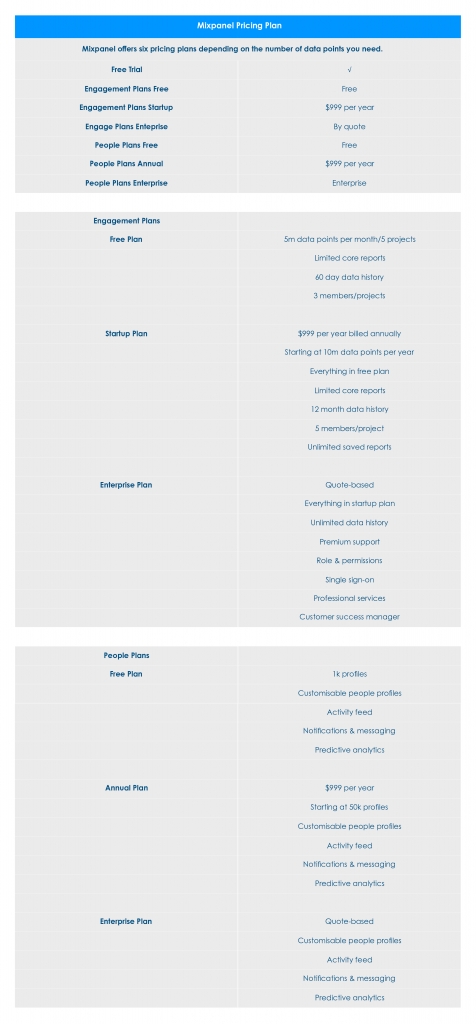 Mixpanel Pricing Plan
Mixpanel offers six pricing plans depending on the number of data points you need.
Free Trial √
Engagement Plans Free Free
Engagement Plans Startup $999 per year
Engage Plans Enteprise By quote
People Plans Free Free
People Plans Annual $999 per year
People Plans Enterprise Enterprise
Engagement Plans
Free Plan 5m data points per month/5 projects
Limited core reports
60 day data history
3 members/projects
Startup Plan $999 per year billed annually
Starting at 10m data points per year
Everything in free plan
Limited core reports
12 month data history
5 members/project
Unlimited saved reports
Enterprise Plan Quote-based
Everything in startup plan
Unlimited data history
Premium support
Role & permissions
Single sign-on
Professional services
Customer success manager
People Plans
Free Plan 1k profiles
Customisable people profiles
Activity feed
Notifications & messaging
Predictive analytics
Annual Plan $999 per year
Starting at 50k profiles
Customisable people profiles
Activity feed
Notifications & messaging
Predictive analytics
Enterprise Plan Quote-based
Customisable people profiles
Activity feed
Notifications & messaging
Predictive analytics